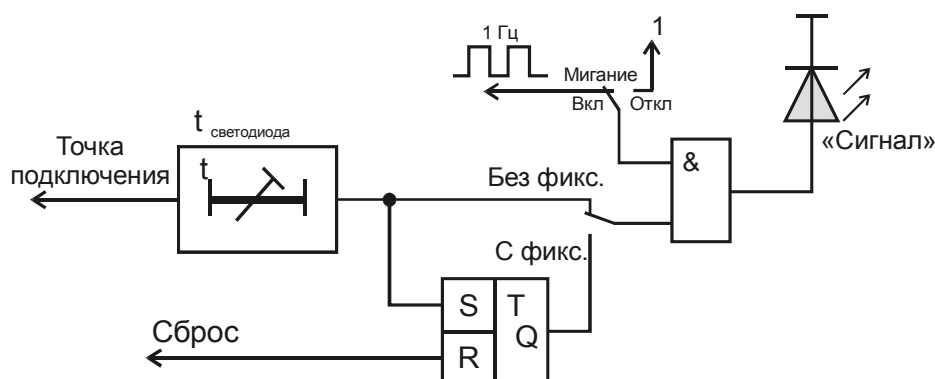 1 Гц
1
Мигание
Вкл
Откл
t светодиода
Точка
подключения
t
&
«Сигнал»
Без фикс.
С фикс.
S
T
Q
R
Сброс